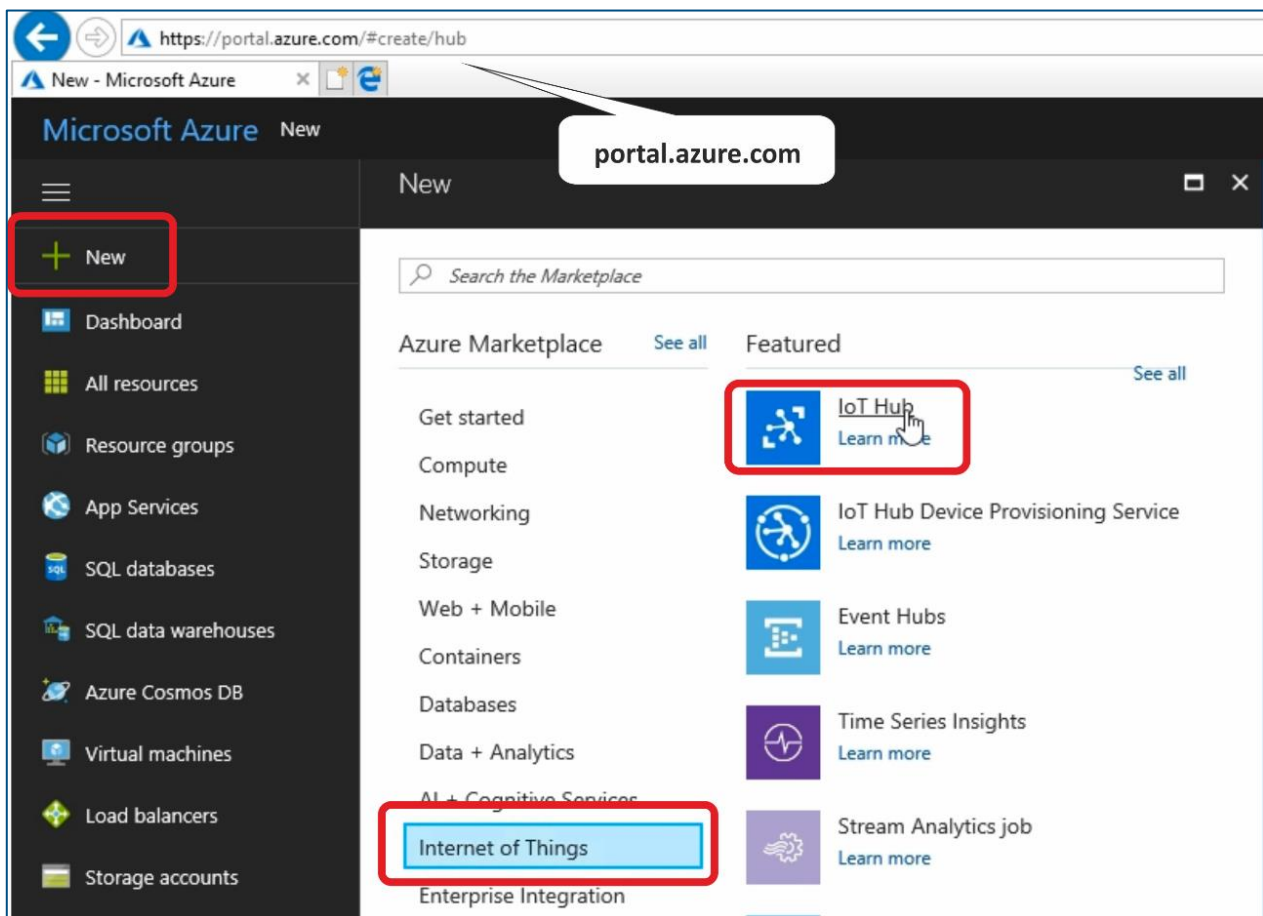 https://portal.azure.com/#create/hub
New - Microsoft Azure
Microsoft Azure New
portal.azure.com
New
New
Dashboard
All resources
Resource groups
App Services
SQL databases
SQL data warehouses
Azure Cosmos DB
Virtual machines
Load balancers
Storage accounts
Search the Marketplace
Azure Marketplace See all
Get started
Compute
Networking
Storage
Web + Mobile
Containers
Databases
Data + Analytics
AI + Cognitive Services
Internet of Things
Enterprise Integration
Featured
See all
IoT Hub
Learn more
IoT Hub Device Provisioning Service
Learn more
Event Hubs
Learn more
Time Series Insights
Learn more
Stream Analytics job
Learn more